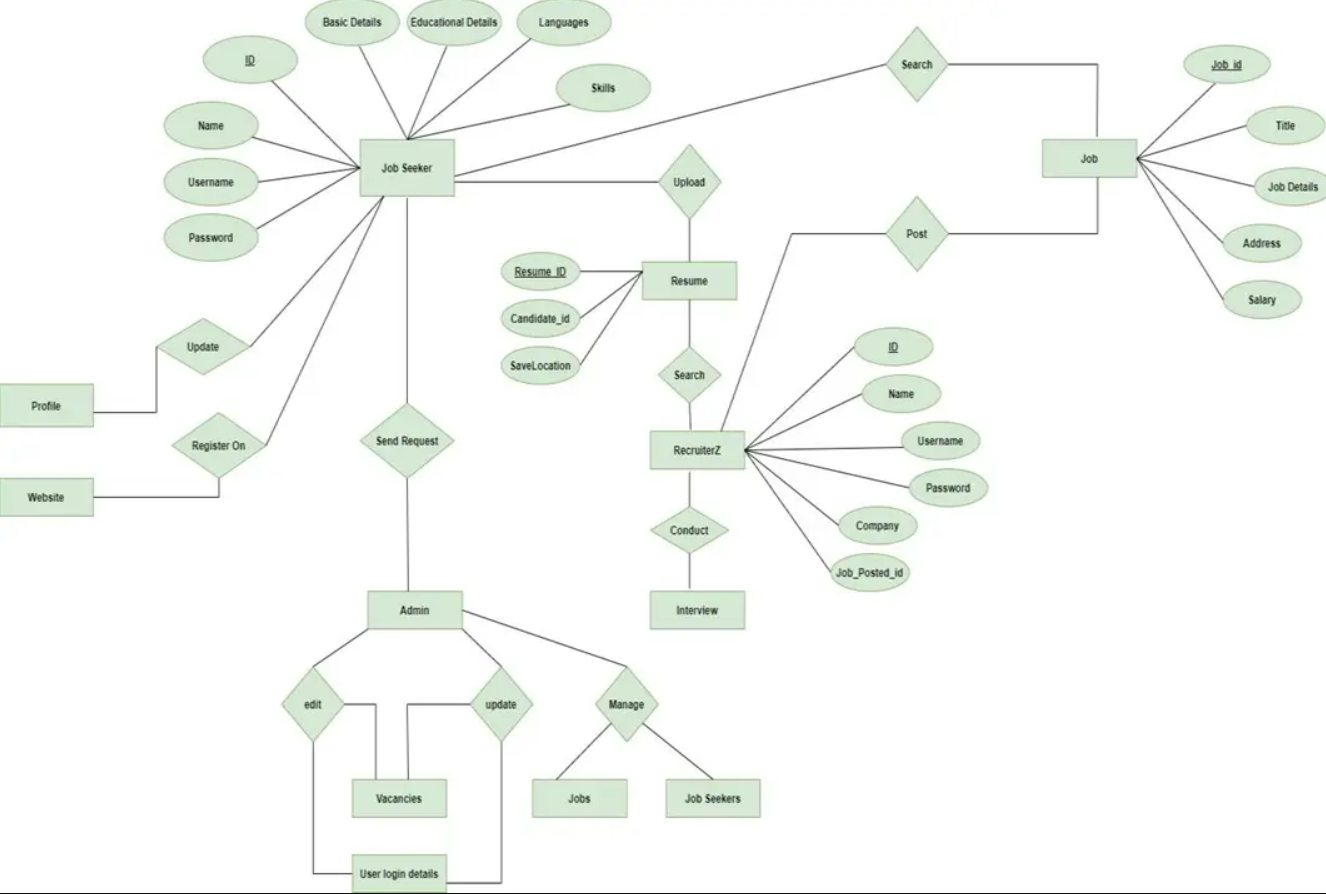 Basic Details
Educational Details
Languages
ID
Skills
Search
Job_id
Name
Title
Job Seeker
Job
Username
Upload
Job Details
Password
Post
Address
Resume_ID
Resume
Salary
Candidate_id
Update
SaveLocation
Search
ID
Profile
Name
Register On
Send Request
RecruiterZ
Username
Website
Password
Conduct
Company
Job_Posted_id
Admin
Interview
edit
update
Manage
Vacancies
Jobs
Job Seekers
User login details